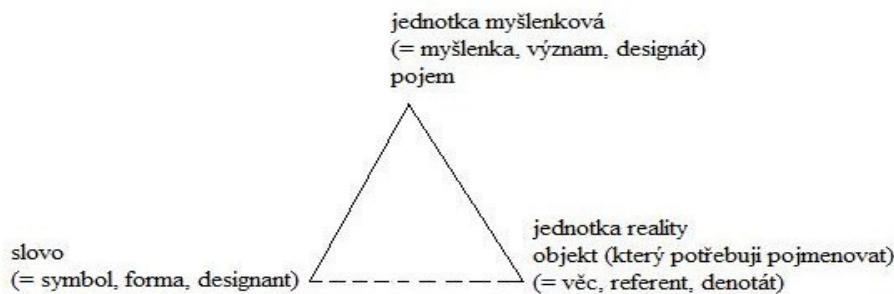 jednotka myšlenková
(= myšlenka, význam, designát)
pojem
slovo
(= symbol, forma, designant)
jednotka reality
objekt (který potřebuji pojmenovat)
(= věc, referent, denotát)